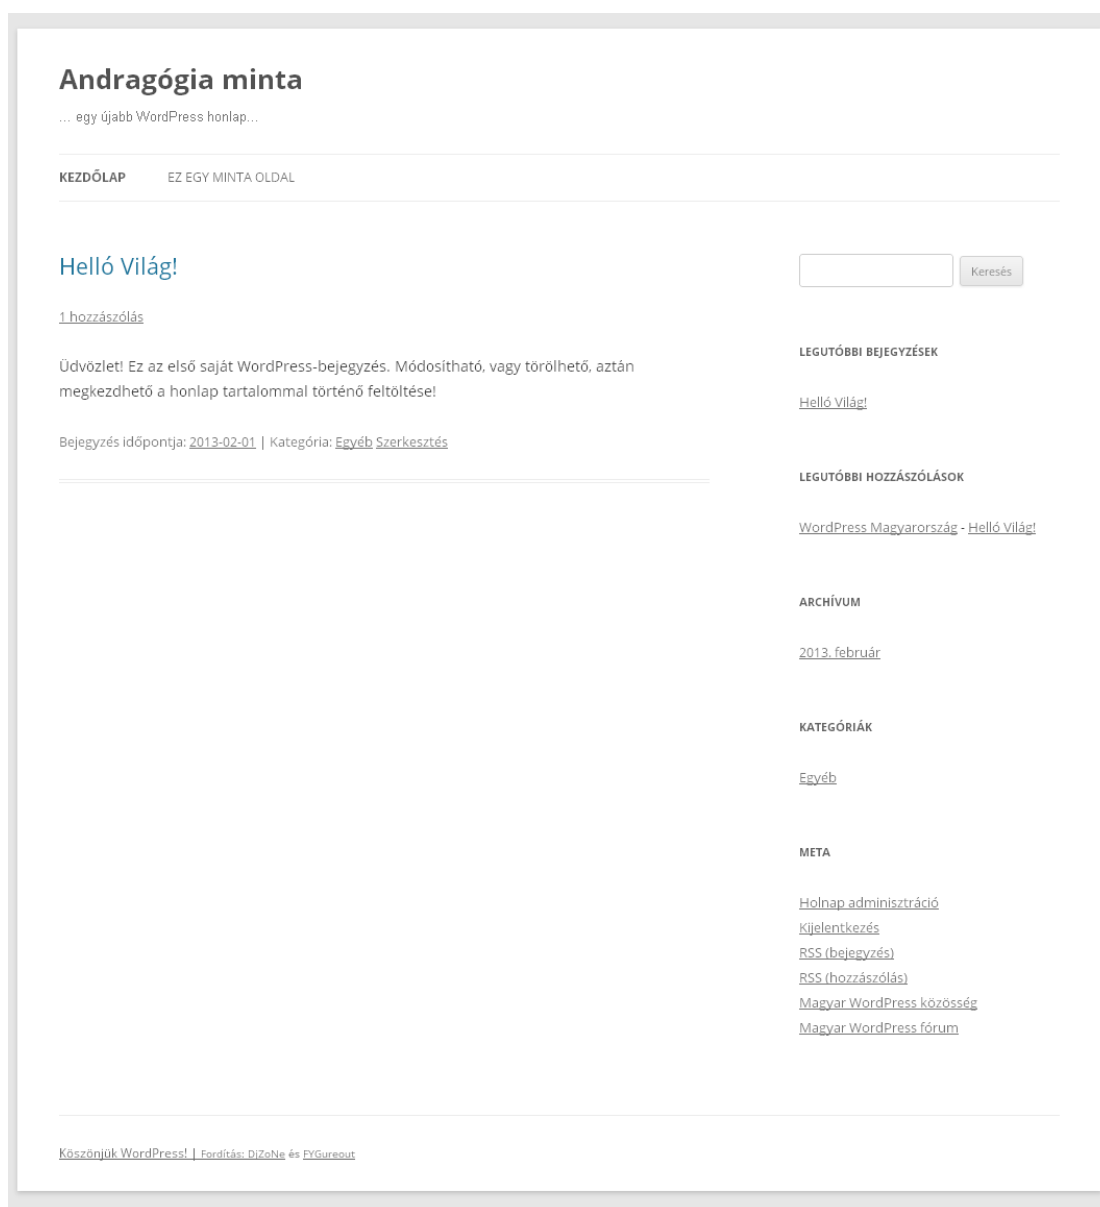 Andragógia minta
... egy újabb WordPress honlap...
KEZDŐLAP EZ EGY MINTA OLDAL
Helló Világ!
1 hozzászólás
Üdvözlet! Ez az első saját WordPress-bejegyzés. Módosítható, vagy törölhető, aztán
megkezdhető a honlap tartalommal történő feltöltése!
Bejegyzés időpontja: 2013-02-01 | Kategória: Egyéb Szerkesztés
Keresés
LEGUTÓBBI BEJEGYZÉSEK
Helló Világ!
LEGUTÓBBI HOZZÁSZÓLÁSOK
WordPress Magyarország - Helló Világ!
ARCHÍVUM
2013. február
KATEGÓRIÁK
Egyéb
META
Holnap adminisztráció
Kijelentkezés
RSS (bejegyzés)
RSS (hozzászólás)
Magyar WordPress közösség
Magyar WordPress fórum
Köszönjük WordPress! | Fordítás: DjZoNe és FYGureout